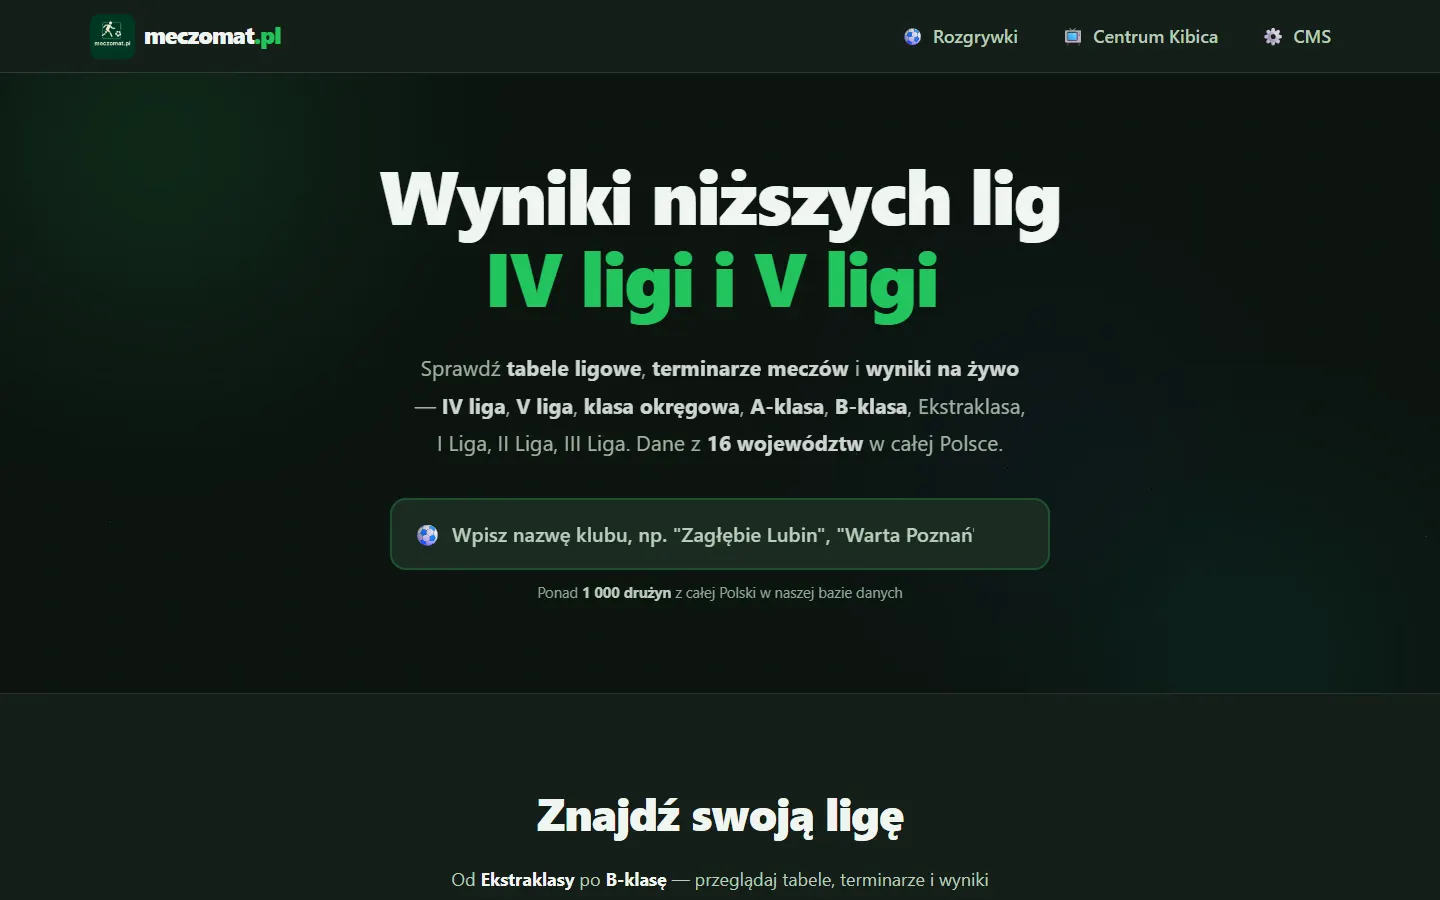 meczomat.pl
meczomat.pl
Rozgrywki
Centrum Kibica
CMS
Wyniki niższych lig
IV ligi i V ligi
Sprawdź tabele ligowe, terminarze meczów i wyniki na żywo
— IV liga, V liga, klasa okręgowa, A-klasa, B-klasa, Ekstraklasa,
I Liga, II Liga, III Liga. Dane z 16 województw w całej Polsce.
Wpisz nazwę klubu, np. "Zagłębie Lubin", "Warta Poznań'
Ponad 1 000 drużyn z całej Polski w naszej bazie danych
Znajdź swoją ligę
Od Ekstraklasy po B-klasę — przeglądaj tabele, terminarze i wyniki